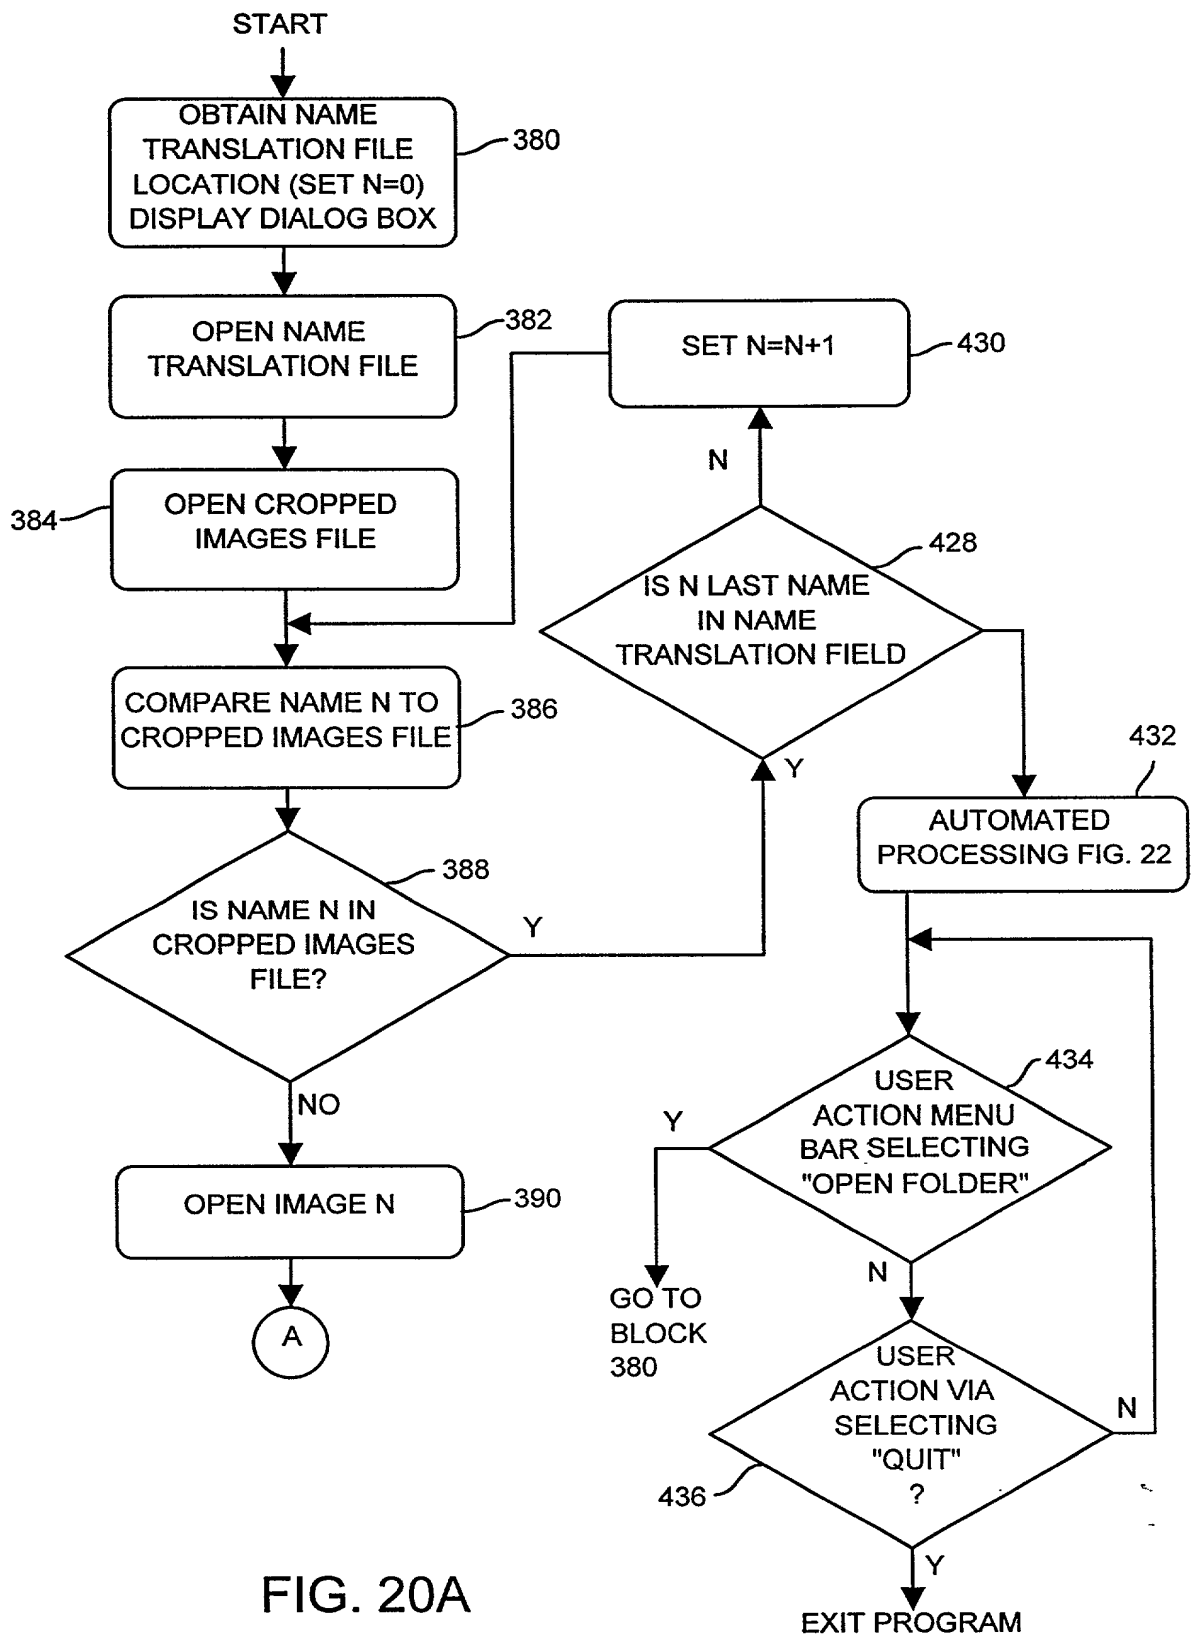 START
OBTAIN NAME
TRANSLATION FILE
LOCATION (SET N=0)
DISPLAY DIALOG BOX
380
OPEN NAME
TRANSLATION FILE
382
OPEN CROPPED
IMAGES FILE
384
COMPARE NAME N TO
CROPPED IMAGES FILE
386
IS NAME N IN
CROPPED IMAGES
FILE?
388
Y
NO
OPEN IMAGE N
390
A
SET N=N+1
430
N
IS N LAST NAME
IN NAME
TRANSLATION FIELD
428
Y
432
AUTOMATED
PROCESSING FIG. 22
USER
ACTION MENU
BAR SELECTING
"OPEN FOLDER"
434
Y
GO TO
BLOCK
380
N
USER
ACTION VIA
SELECTING
"QUIT"
?
436
N
Y
EXIT PROGRAM
FIG. 20A